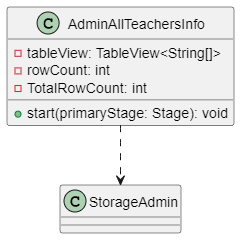 C AdminAllTeachersInfo
tableView: TableView<String[]>
rowCount: int
TotalRowCount: int
start(primaryStage: Stage): void
C StorageAdmin